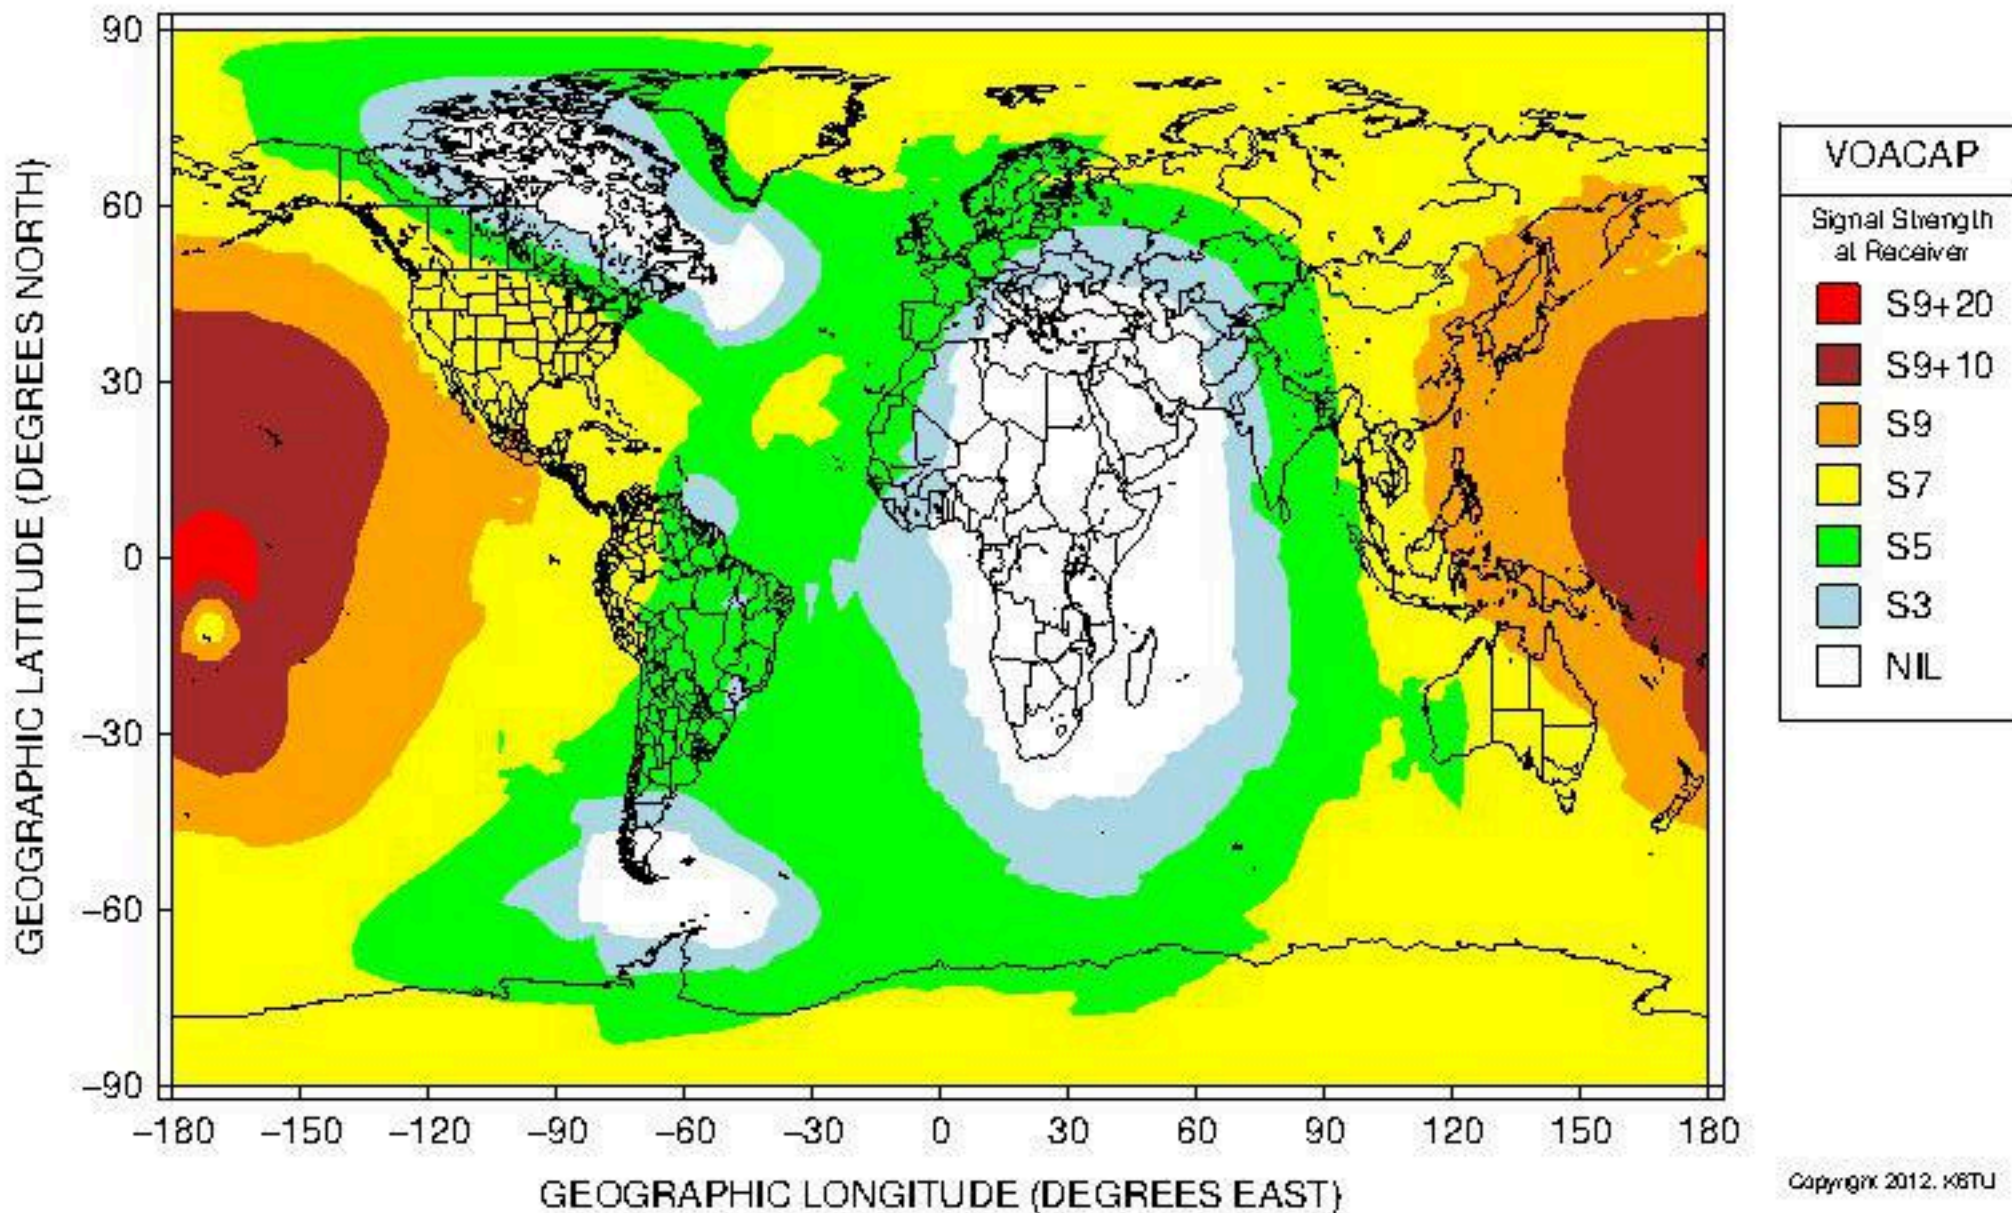 90
60
30
0
−30
−60
−90
GEOGRAPHIC LATITUDE (DEGREES NORTH)
−180 −150 −120 −90 −60 −30 0 30 60 90 120 150 180
GEOGRAPHIC LONGITUDE (DEGREES EAST)
VOACAP
Signal Strength
at Receiver
S9+20
S9+10
S9
S7
S5
S3
NIL
Copyright 2012, K6TU